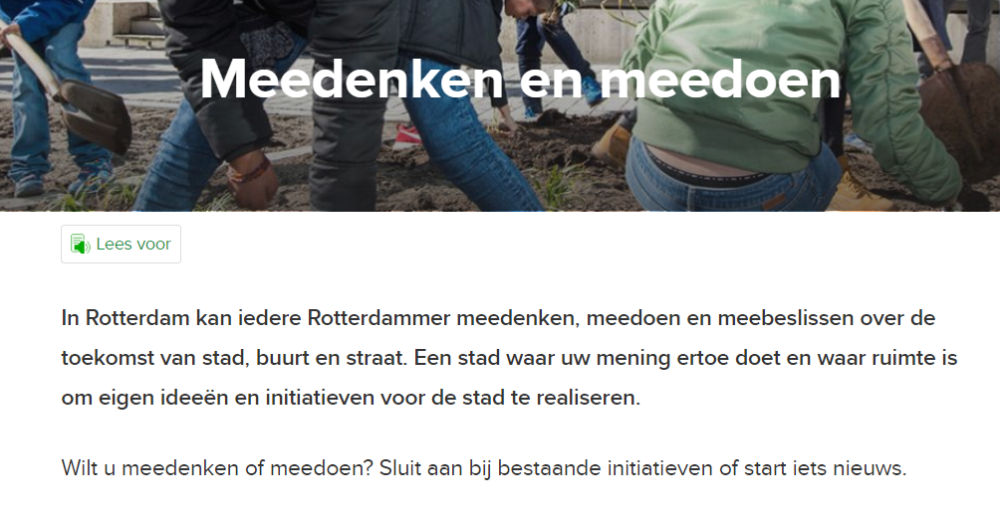 Meedenken en meedoen
Lees voor
In Rotterdam kan iedere Rotterdammer meedenken, meedoen en meebeslissen over de
toekomst van stad, buurt en straat. Een stad waar uw mening ertoe doet en waar ruimte is
om eigen ideeën en initiatieven voor de stad te realiseren.
Wilt u meedenken of meedoen? Sluit aan bij bestaande initiatieven of start iets nieuws.